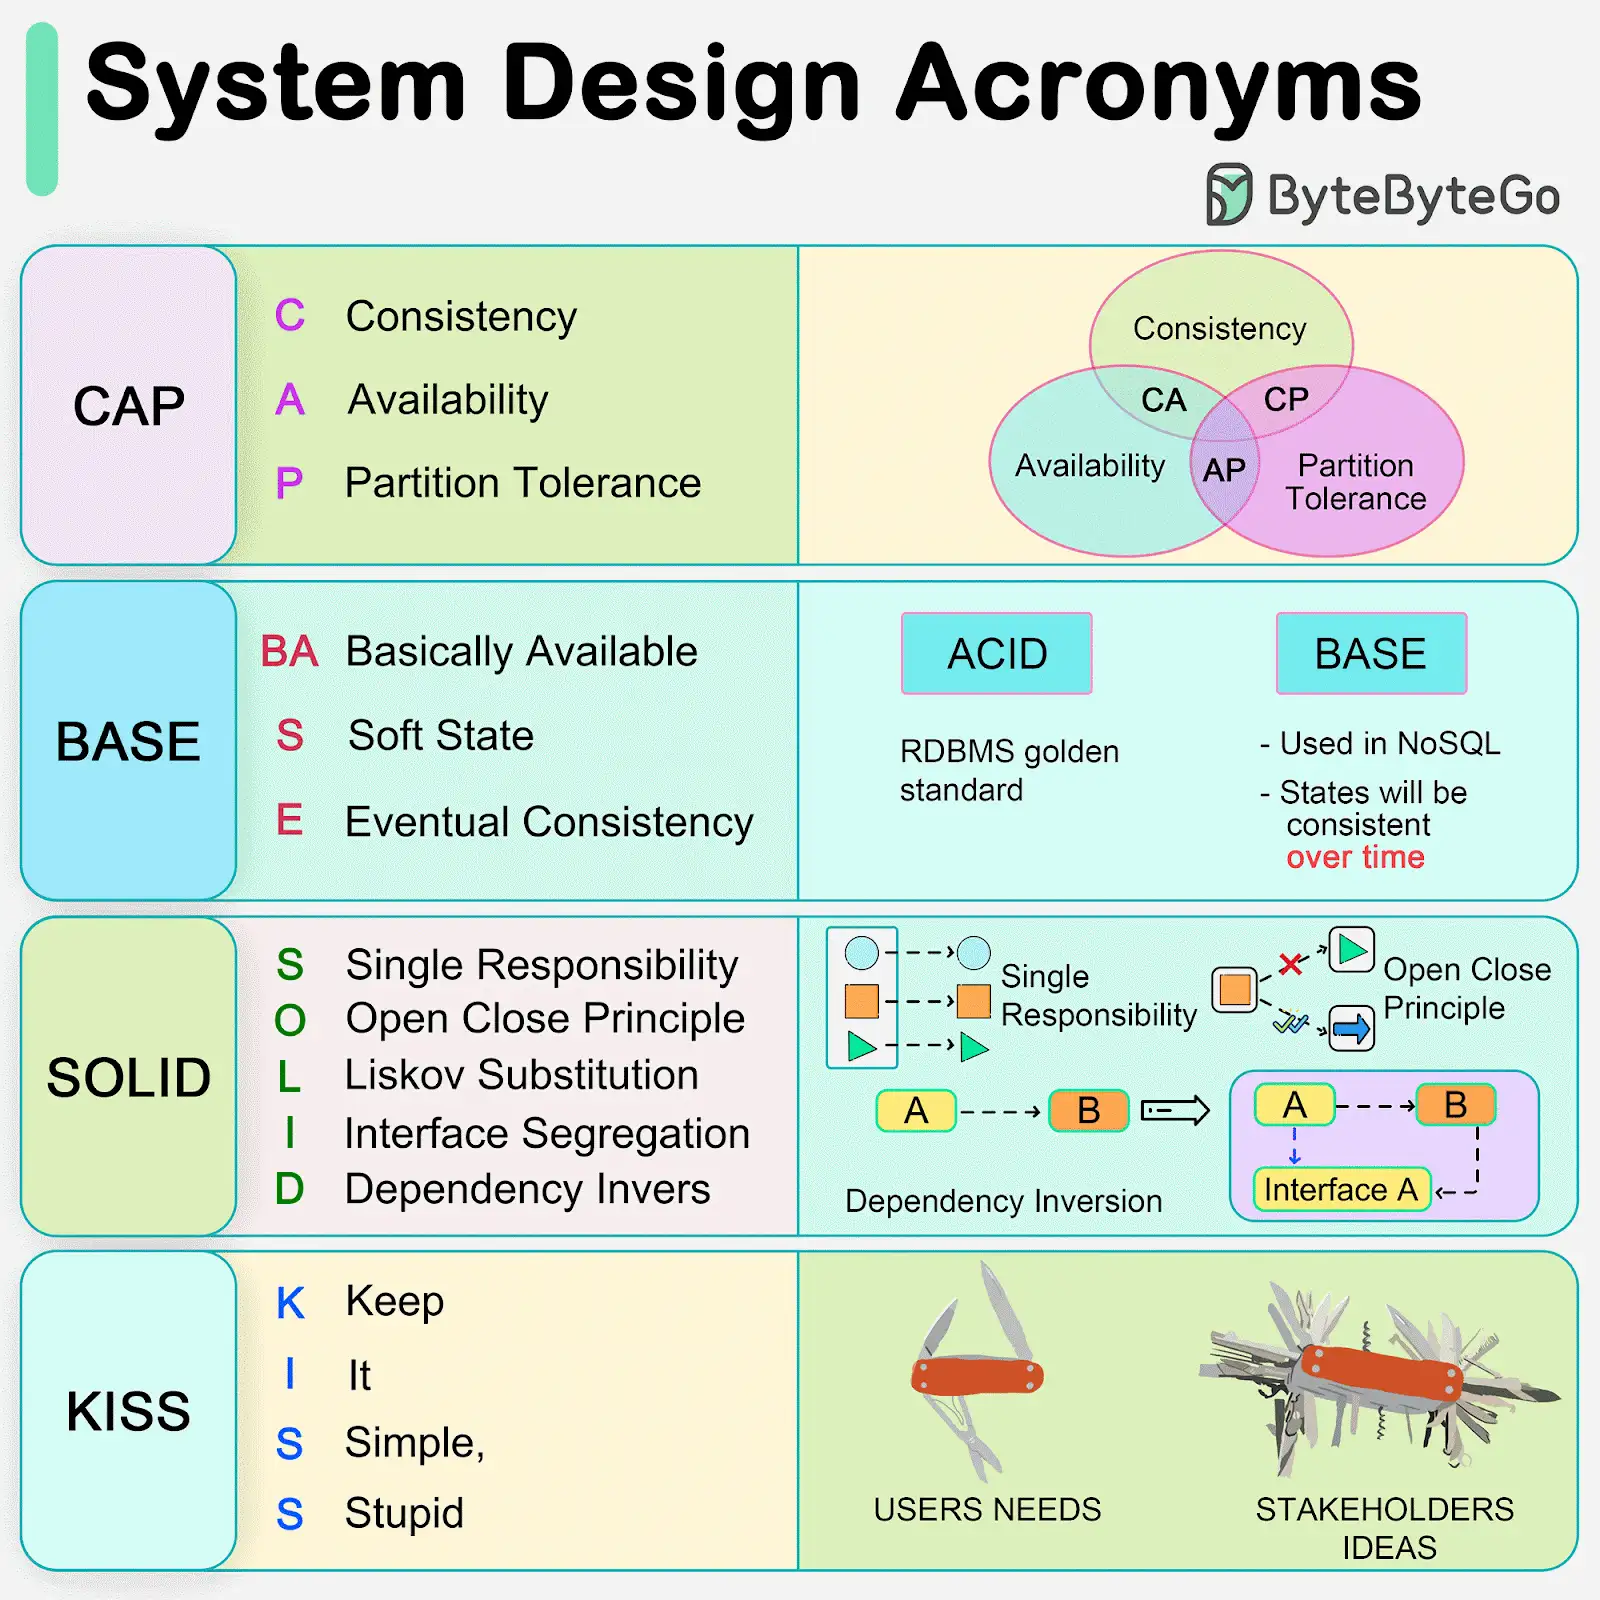 System Design Acronyms
ByteByteGo
CAP
C Consistency
A Availability
P Partition Tolerance
Consistency
CA CP
Availability
AP
Partition
Tolerance
BASE
BA Basically Available
S Soft State
E Eventual Consistency
ACID
RDBMS golden
standard
BASE
- Used in NoSQL
- States will be
consistent
over time
SOLID
S Single Responsibility
O Open Close Principle
L Liskov Substitution
I Interface Segregation
D Dependency Invers
Single
Responsibility
Open Close
Principle
A B
A B
Interface A
Dependency Inversion
KISS
K Keep
I It
S Simple,
S Stupid
USERS NEEDS
STAKEHOLDERS
IDEAS